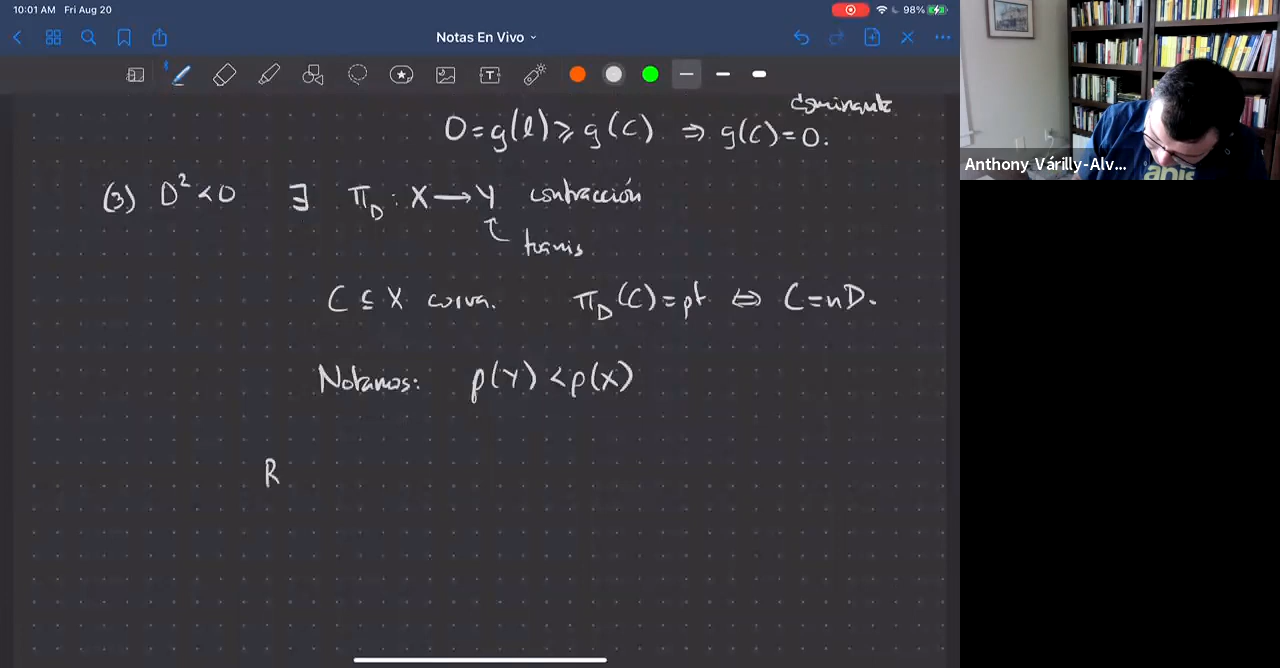 10:01 AM Fri Aug 20
98%
Notas En Vivo
Anthony Várilly-Alv...
dominante
0 = g(l) ⩾ g(C) ⇒ g(C) = 0.
(3) D² < 0 ∃ π_D : X → Y contracción
C ⊆ X curva. π_D(C) = pt ⇔ C = nD.
Notamos: ρ(Y) < ρ(X)
R